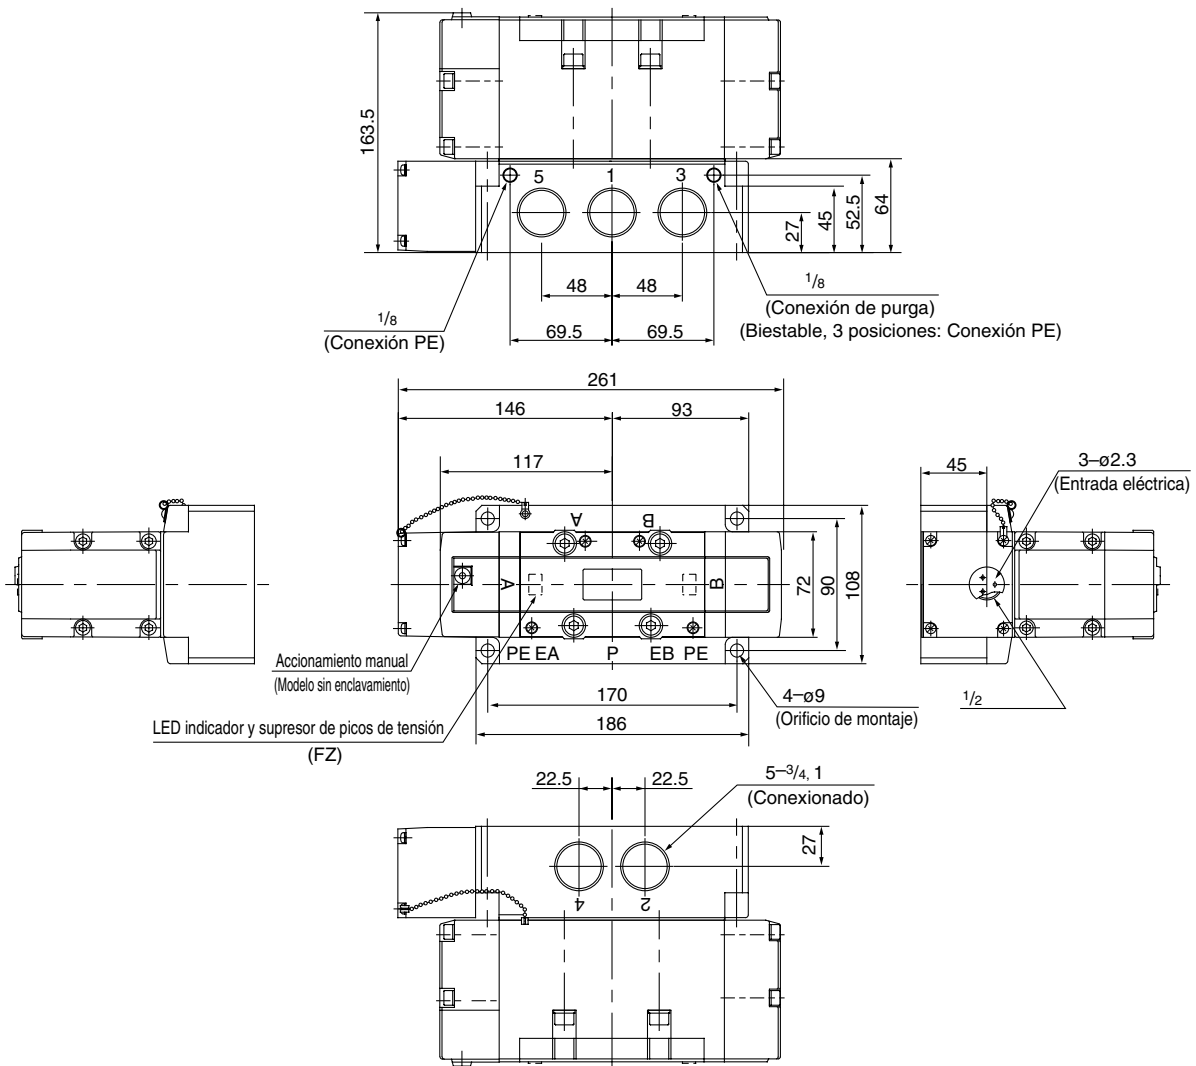 163.5
5 1 3
27
45
52.5
64
48 48
1/8
(Conexión PE)
69.5 69.5
1/8
(Conexión de purga)
(Biestable, 3 posiciones: Conexión PE)
261
146 93
117
45
3–ø2.3
(Entrada eléctrica)
A B
A B
72
90
108
PE EA P EB PE
Accionamiento manual
(Modelo sin enclavamiento)
170
186
4–ø9
(Orificio de montaje)
1/2
LED indicador y supresor de picos de tensión
(FZ)
22.5 22.5
5–3/4, 1
(Conexionado)
27
4 2